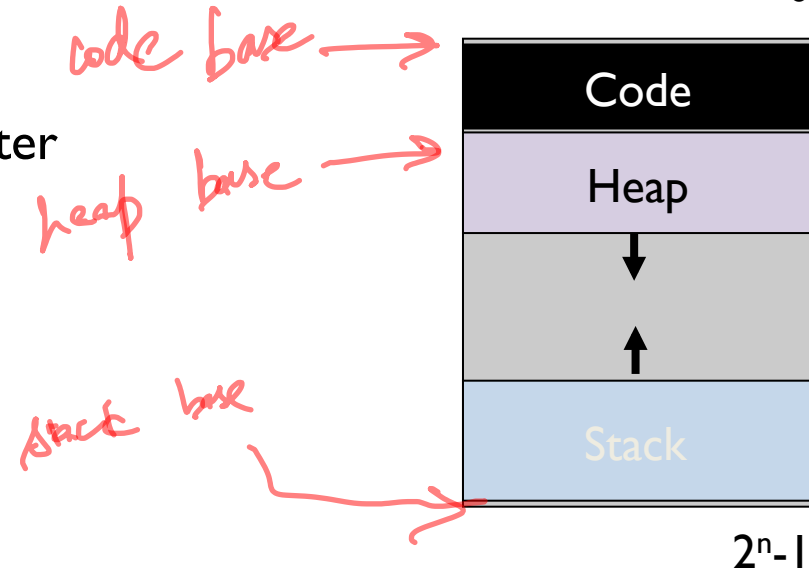 code base
Code
ter
heap base
Heap
stack base
Stack
2ⁿ-1